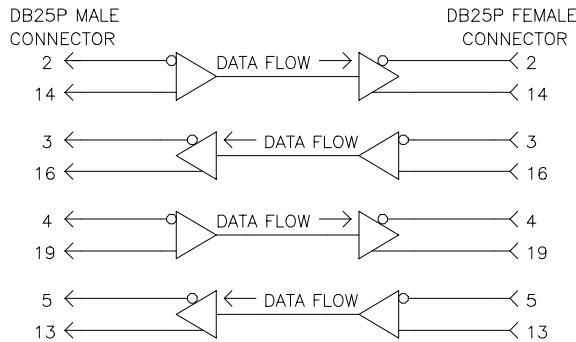 DB25P MALE CONNECTOR
DB25P FEMALE CONNECTOR
2 DATA FLOW 2
14 14
3 DATA FLOW 3
16 16
4 DATA FLOW 4
19 19
5 DATA FLOW 5
13 13